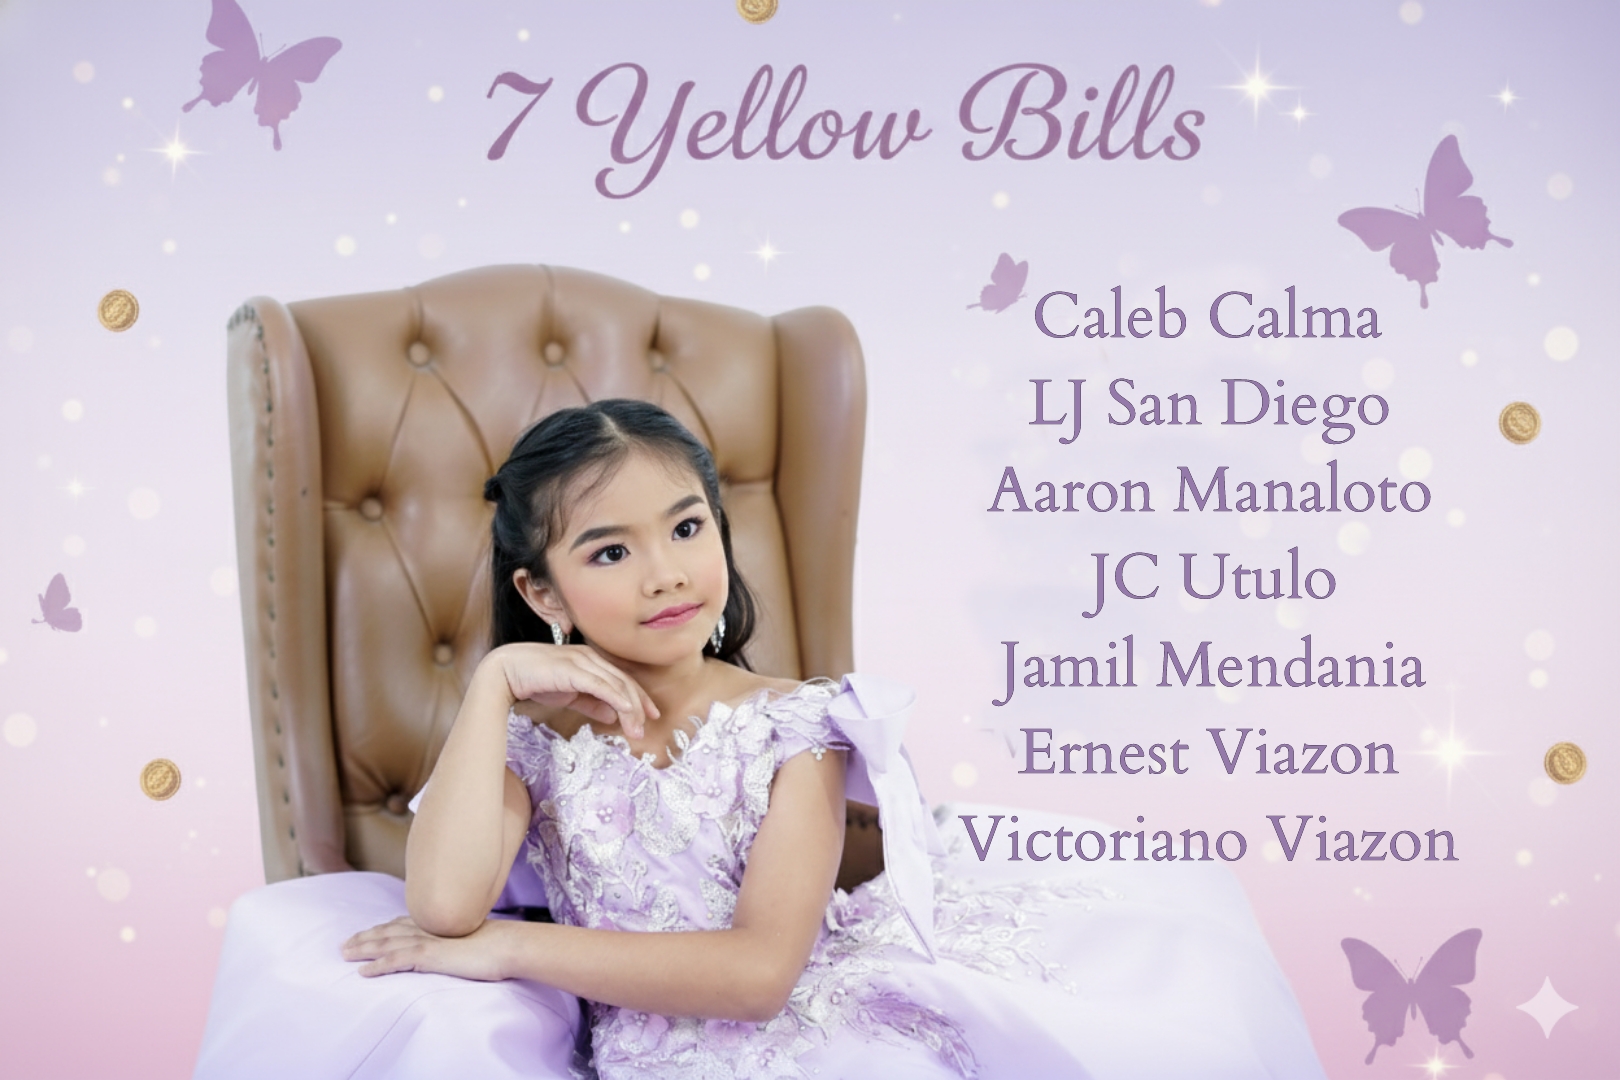 7 Yellow Bills
Caleb Calma
LJ San Diego
Aaron Manaloto
JC Utulo
Jamil Mendania
Ernest Viazon
Victoriano Viazon